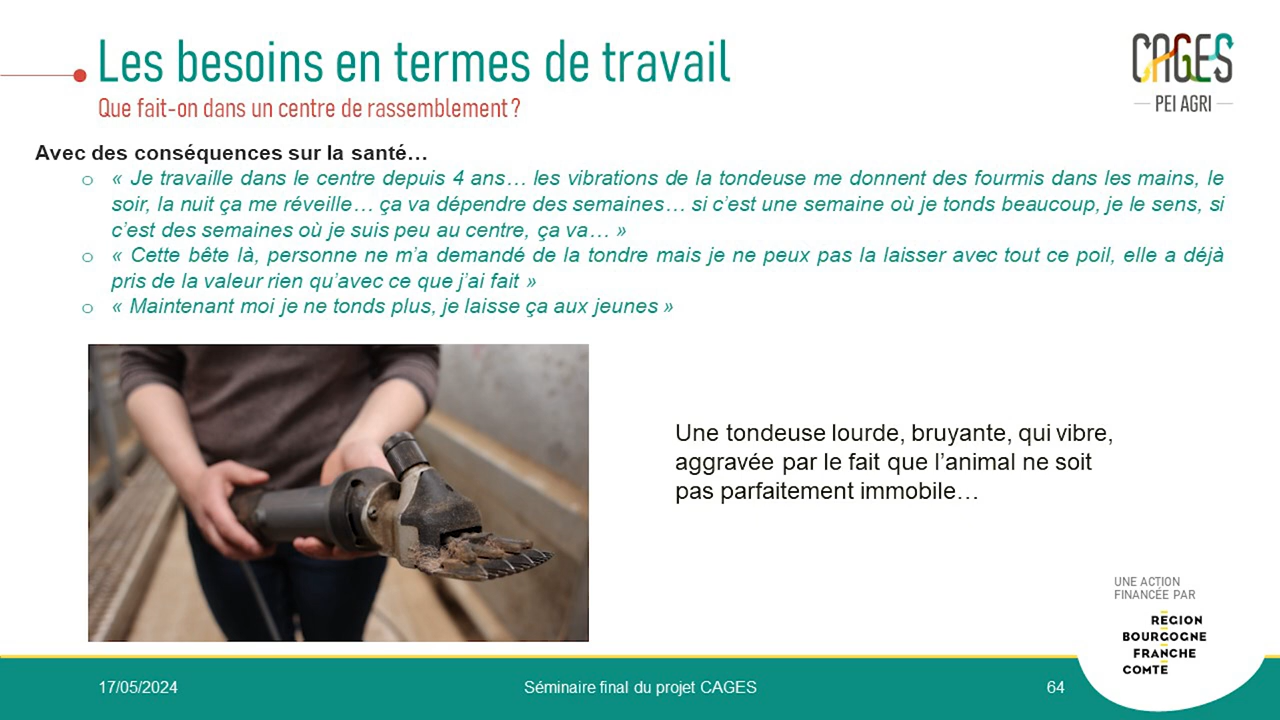 Les besoins en termes de travail
Que fait-on dans un centre de rassemblement ?
CAGES
PEI AGRI
Avec des conséquences sur la santé…
o « Je travaille dans le centre depuis 4 ans… les vibrations de la tondeuse me donnent des fourmis dans les mains, le
soir, la nuit ça me réveille… ça va dépendre des semaines… si c’est une semaine où je tonds beaucoup, je le sens, si
c’est des semaines où je suis peu au centre, ça va… »
o « Cette bête là, personne ne m’a demandé de la tondre mais je ne peux pas la laisser avec tout ce poil, elle a déjà
pris de la valeur rien qu’avec ce que j’ai fait »
o « Maintenant moi je ne tonds plus, je laisse ça aux jeunes »
Une tondeuse lourde, bruyante, qui vibre,
aggravée par le fait que l’animal ne soit
pas parfaitement immobile…
UNE ACTION
FINANCÉE PAR
RÉGION
BOURGOGNE
FRANCHE
COMTÉ
17/05/2024
Séminaire final du projet CAGES
64